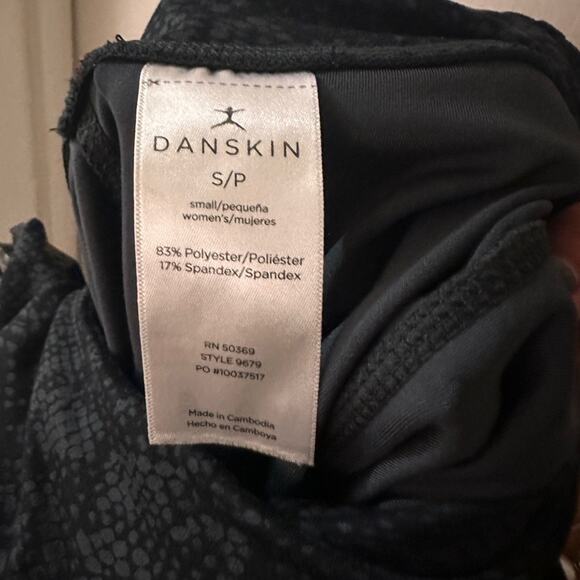 DANSKIN
S/P
small/pequeña
women's/mujeres
83% Polyester/Poliéster
17% Spandex/Spandex
RN 50369
STYLE 9679
PO #10037517
Made in Cambodia
Hecho en Camboya